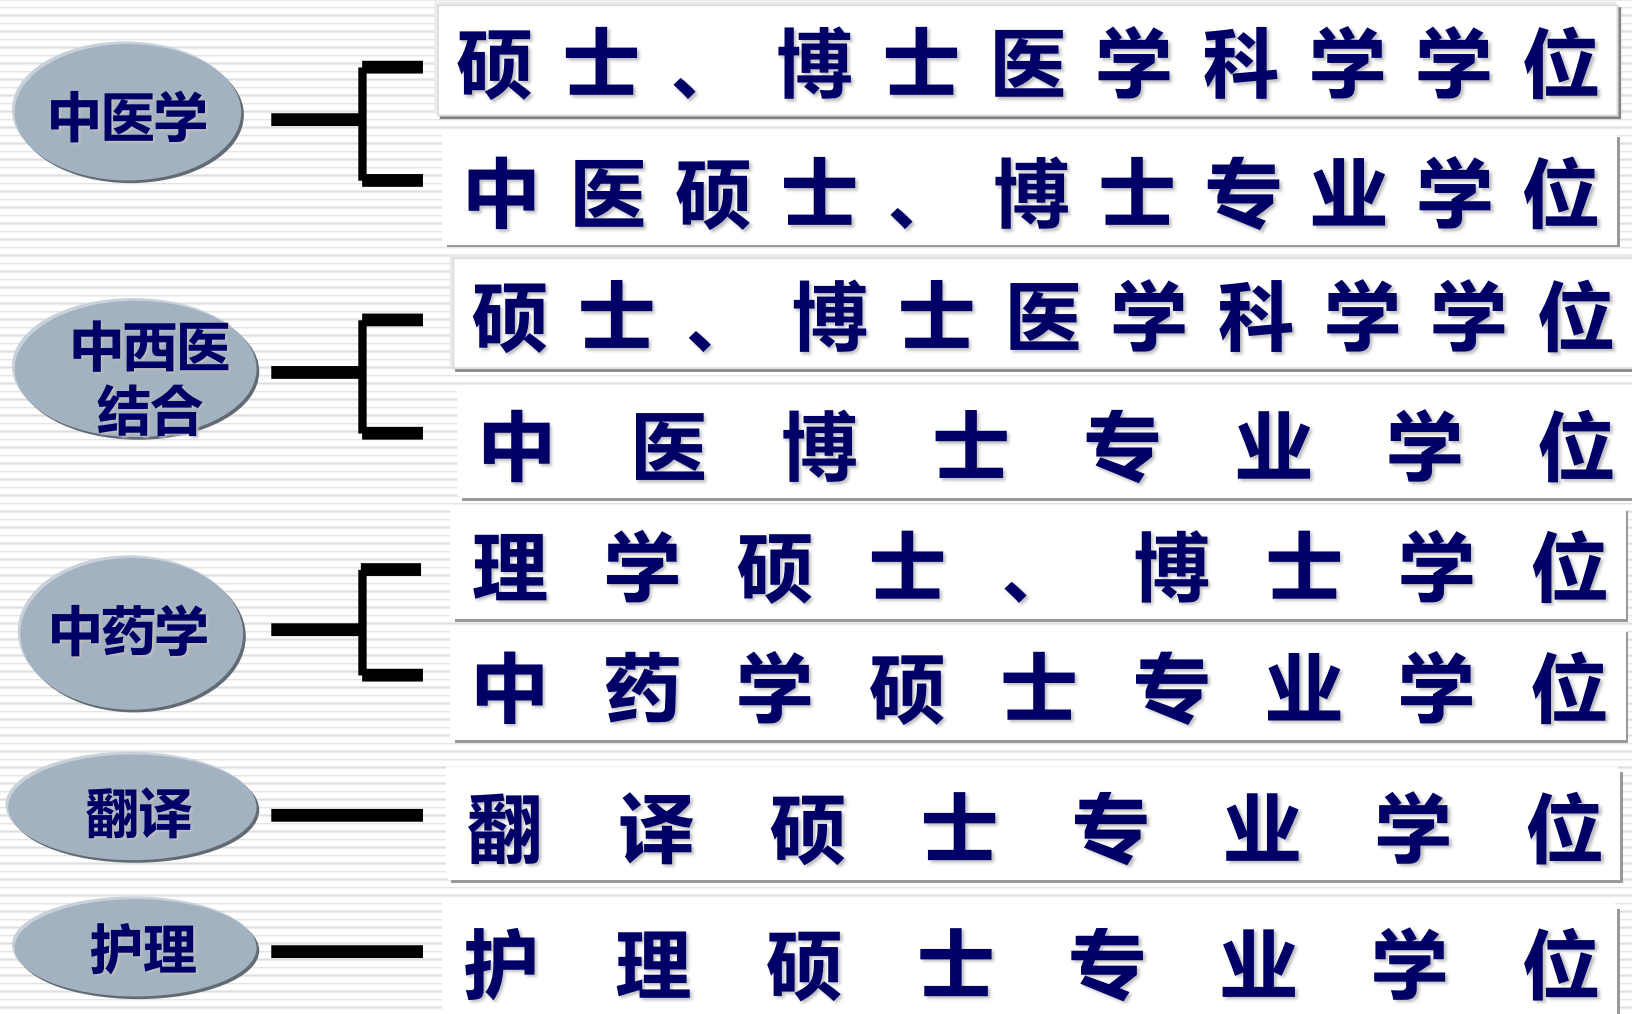 中医学
硕士、博士医学科学学位
中医硕士、博士专业学位
中西医
结合
硕士、博士医学科学学位
中医博士专业学位
中药学
理学硕士、博士学位
中药学硕士专业学位
翻译
翻译硕士专业学位
护理
护理硕士专业学位